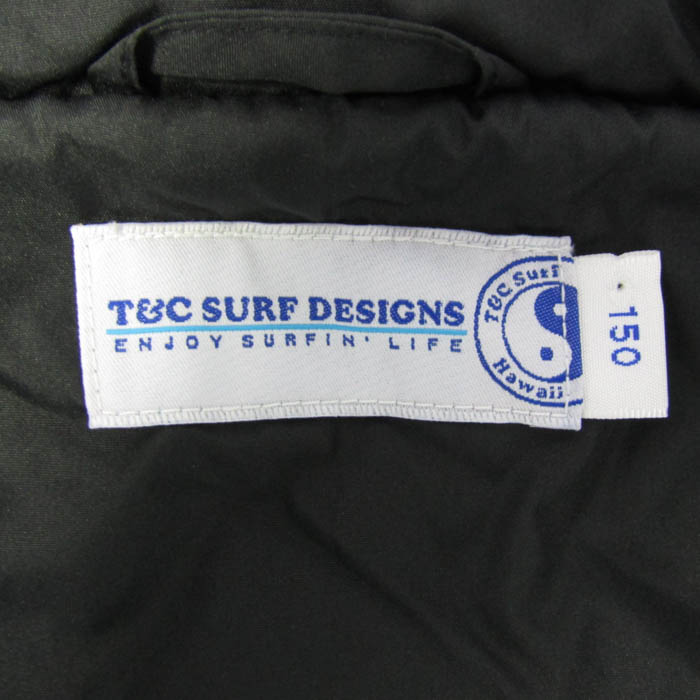 T&C SURF DESIGNS
ENJOY SURFIN' LIFE
T&C Surf
Hawaii
150